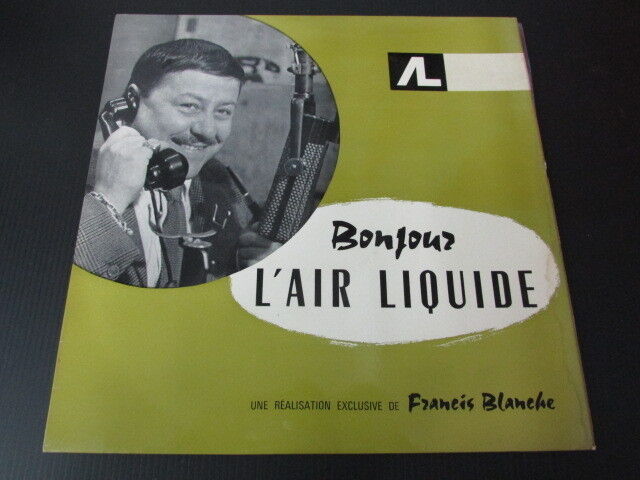 AL
Bonjour
L'AIR LIQUIDE
UNE RÉALISATION EXCLUSIVE DE Francis Blanche